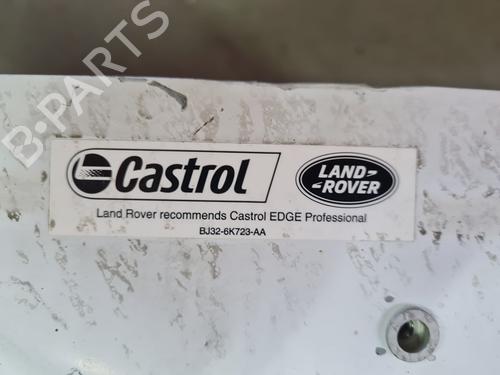 B-PARTS
Castrol
LAND
ROVER
Land Rover recommends Castrol EDGE Professional
BJ32-6K723-AA